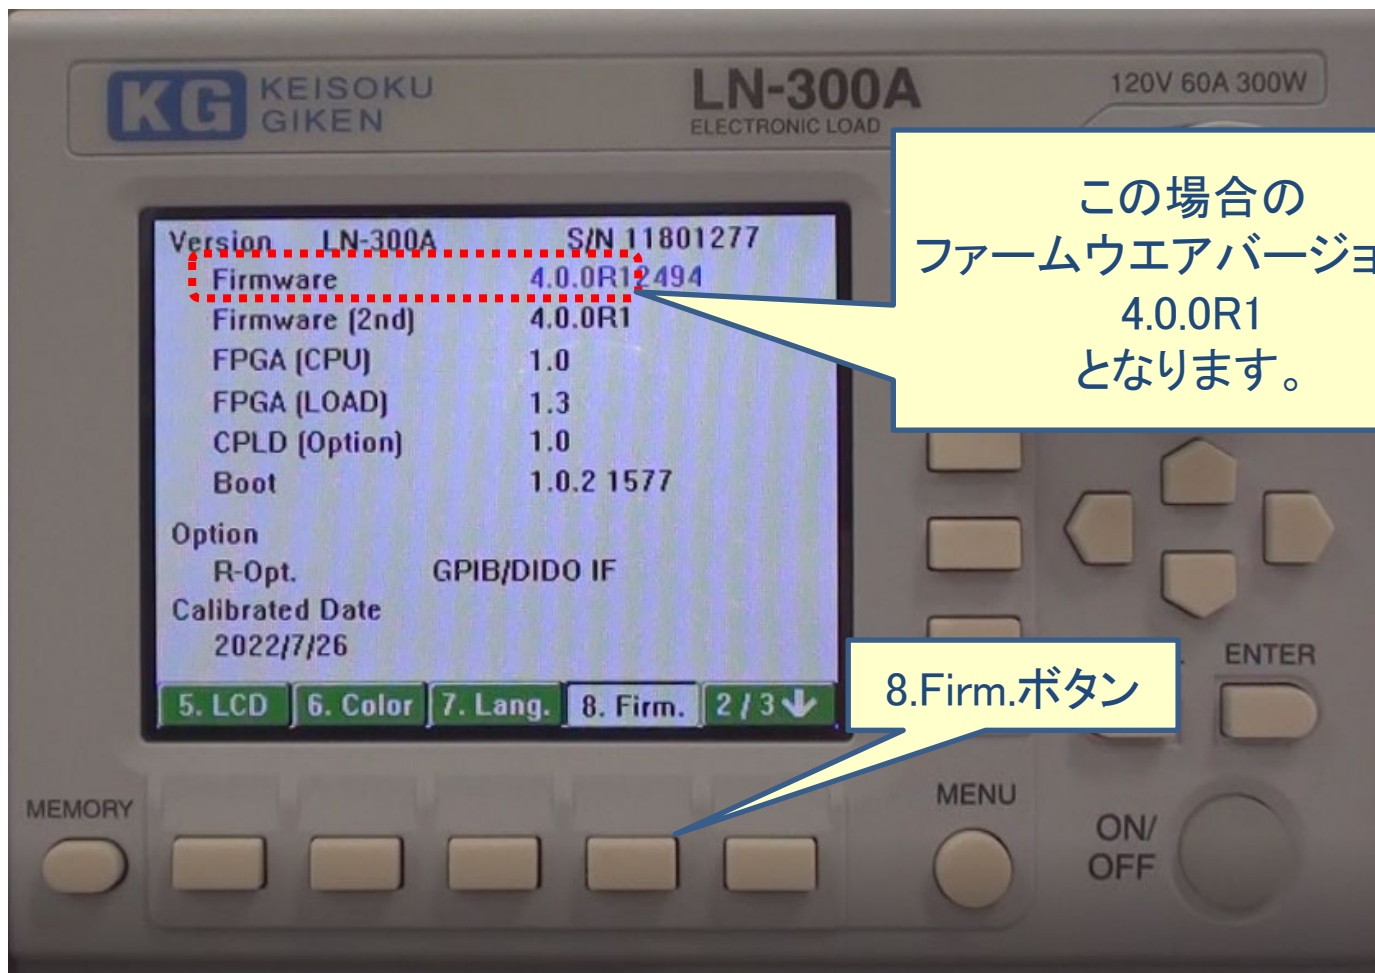 KG KEISOKU GIKEN
LN-300A
ELECTRONIC LOAD
120V 60A 300W
この場合の
ファームウエアバージョ
4.0.0R1
となります。
Version LN-300A S/N 11801277
Firmware 4.0.0R12494
Firmware (2nd) 4.0.0R1
FPGA (CPU) 1.0
FPGA (LOAD) 1.3
CPLD (Option) 1.0
Boot 1.0.2 1577
Option
R-Opt. GPIB/DIDO IF
Calibrated Date
2022/7/26
5. LCD 6. Color 7. Lang. 8. Firm. 2 / 3
8.Firm.ボタン
ENTER
MEMORY
MENU
ON/
OFF